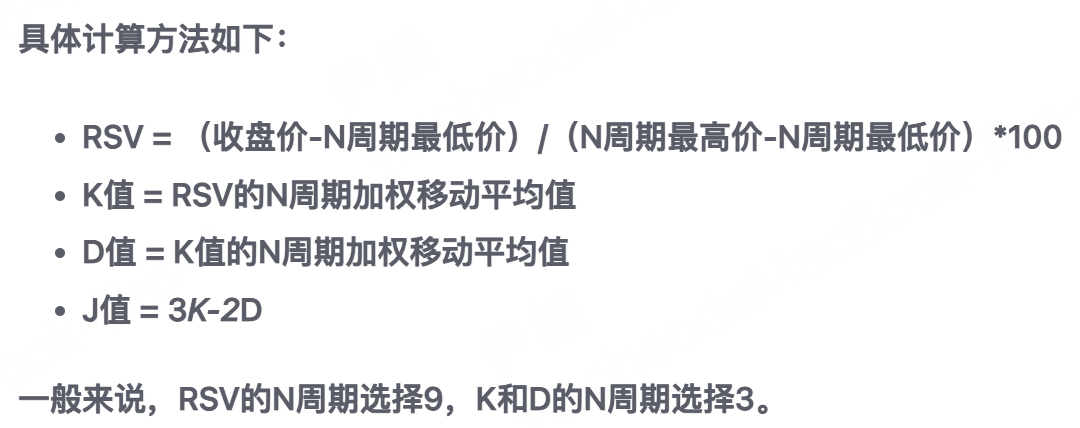 具体计算方法如下：
• RSV = （收盘价-N周期最低价）/（N周期最高价-N周期最低价）*100
• K值 = RSV的N周期加权移动平均值
• D值 = K值的N周期加权移动平均值
• J值 = 3K-2D
一般来说，RSV的N周期选择9，K和D的N周期选择3。